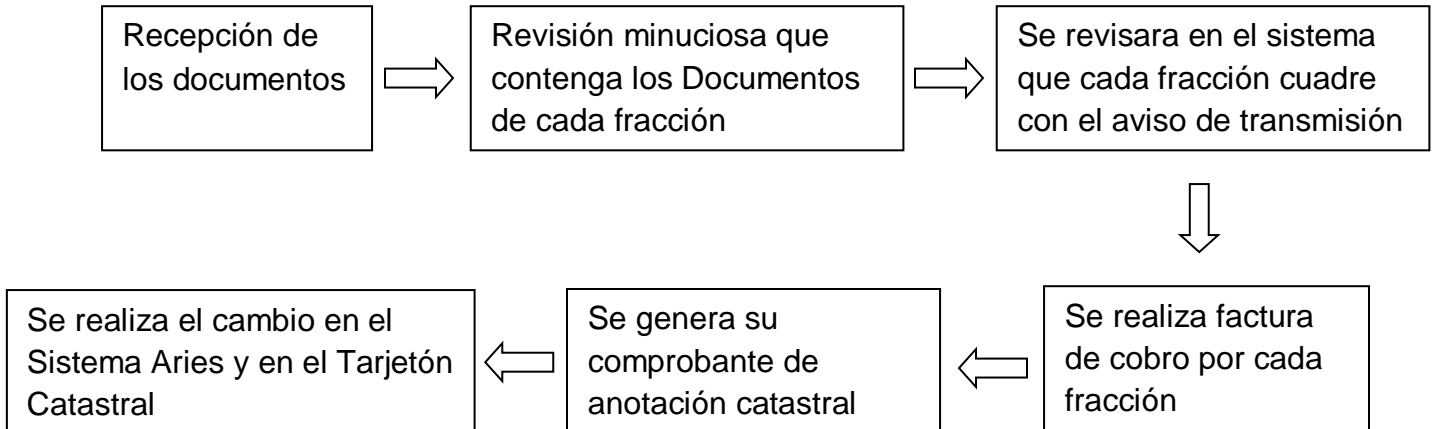 Recepción de
los documentos
Revisión minuciosa que
contenga los Documentos
de cada fracción
Se revisara en el sistema
que cada fracción cuadre
con el aviso de transmisión
Se realiza factura
de cobro por cada
fracción
Se genera su
comprobante de
anotación catastral
Se realiza el cambio en el
Sistema Aries y en el Tarjetón
Catastral